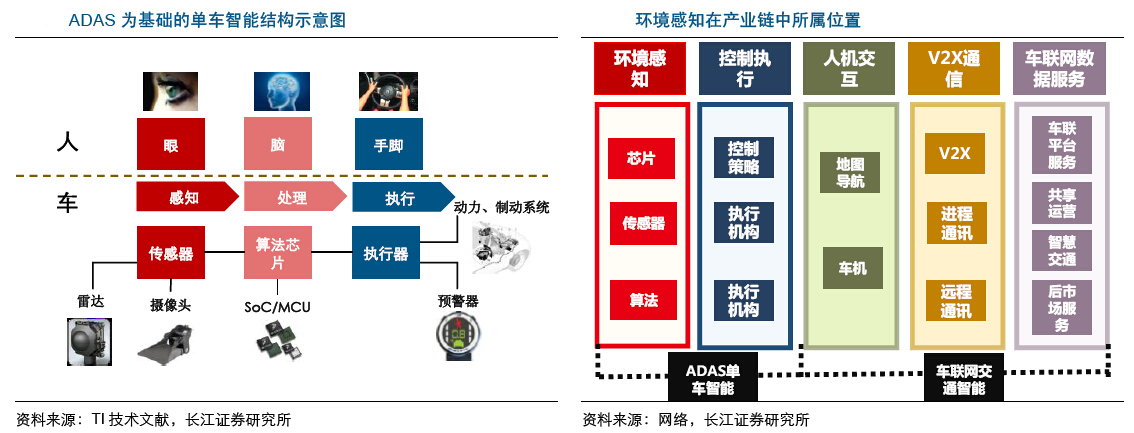 ADAS 为基础的单车智能结构示意图
人
眼
脑
手脚
车
感知
处理
执行
动力、制动系统
传感器
算法芯
片
执行器
雷达
摄像头
SoC/MCU
预警器
资料来源：TI 技术文献，长江证券研究所
环境感知在产业链中所属位置
环境感
知
控制执
行
人机交
互
V2X通
信
车联网数
据服务
芯片
传感器
算法
控制
策略
执行
机构
执行
机构
地图
导航
车机
V2X
进程
通讯
远程
通讯
车联
平台
服务
共享
运营
智慧
交通
后市
场服
务
ADAS单
车智能
车联网交
通智能
资料来源：网络，长江证券研究所